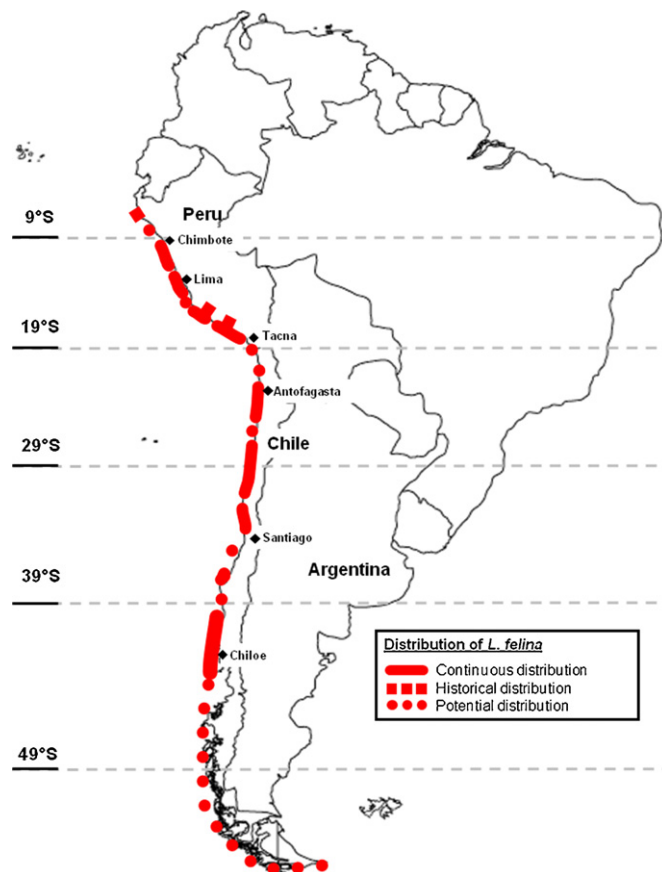 Peru
9°S
Chimbote
Lima
19°S
Tacna
Antofagasta
Chile
29°S
Santiago
Argentina
39°S
Distribution of L. felina
Continuous distribution
Historical distribution
Potential distribution
Chiloe
49°S